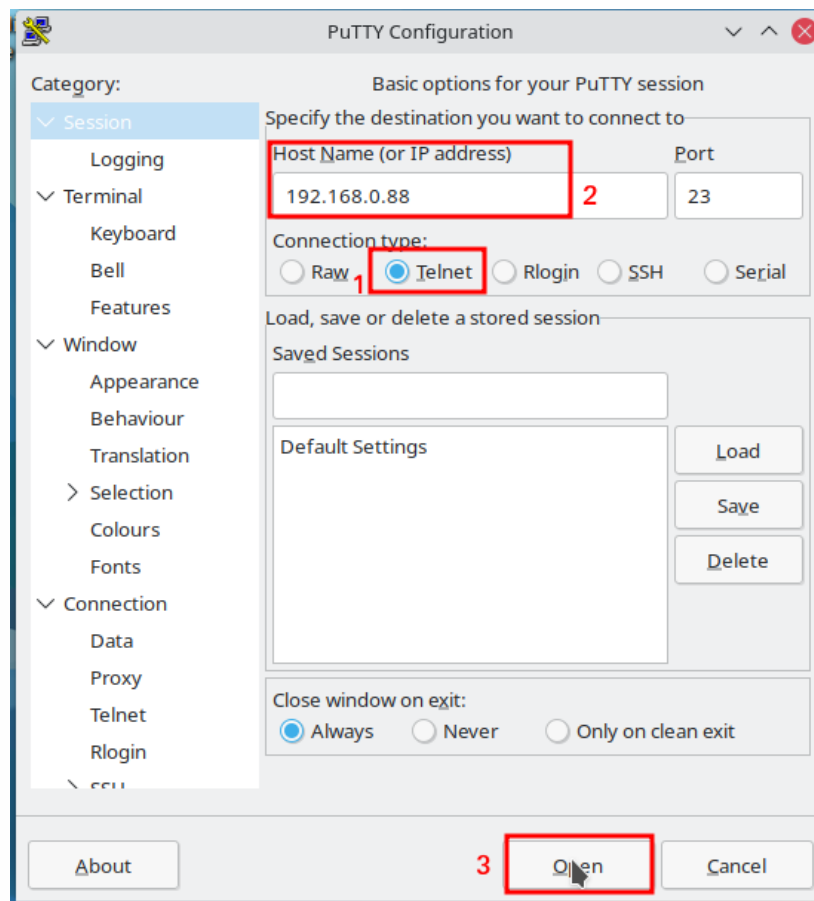 PuTTY Configuration
Category:
Session
Logging
Terminal
Keyboard
Bell
Features
Window
Appearance
Behaviour
Translation
Selection
Colours
Fonts
Connection
Data
Proxy
Telnet
Rlogin
SSH
Basic options for your PuTTY session
Specify the destination you want to connect to
Host Name (or IP address) Port
192.168.0.88 2 23
Connection type:
Raw 1 Telnet Rlogin SSH Serial
Load, save or delete a stored session
Saved Sessions
Default Settings
Load
Save
Delete
Close window on exit:
Always Never Only on clean exit
About 3 Open Cancel